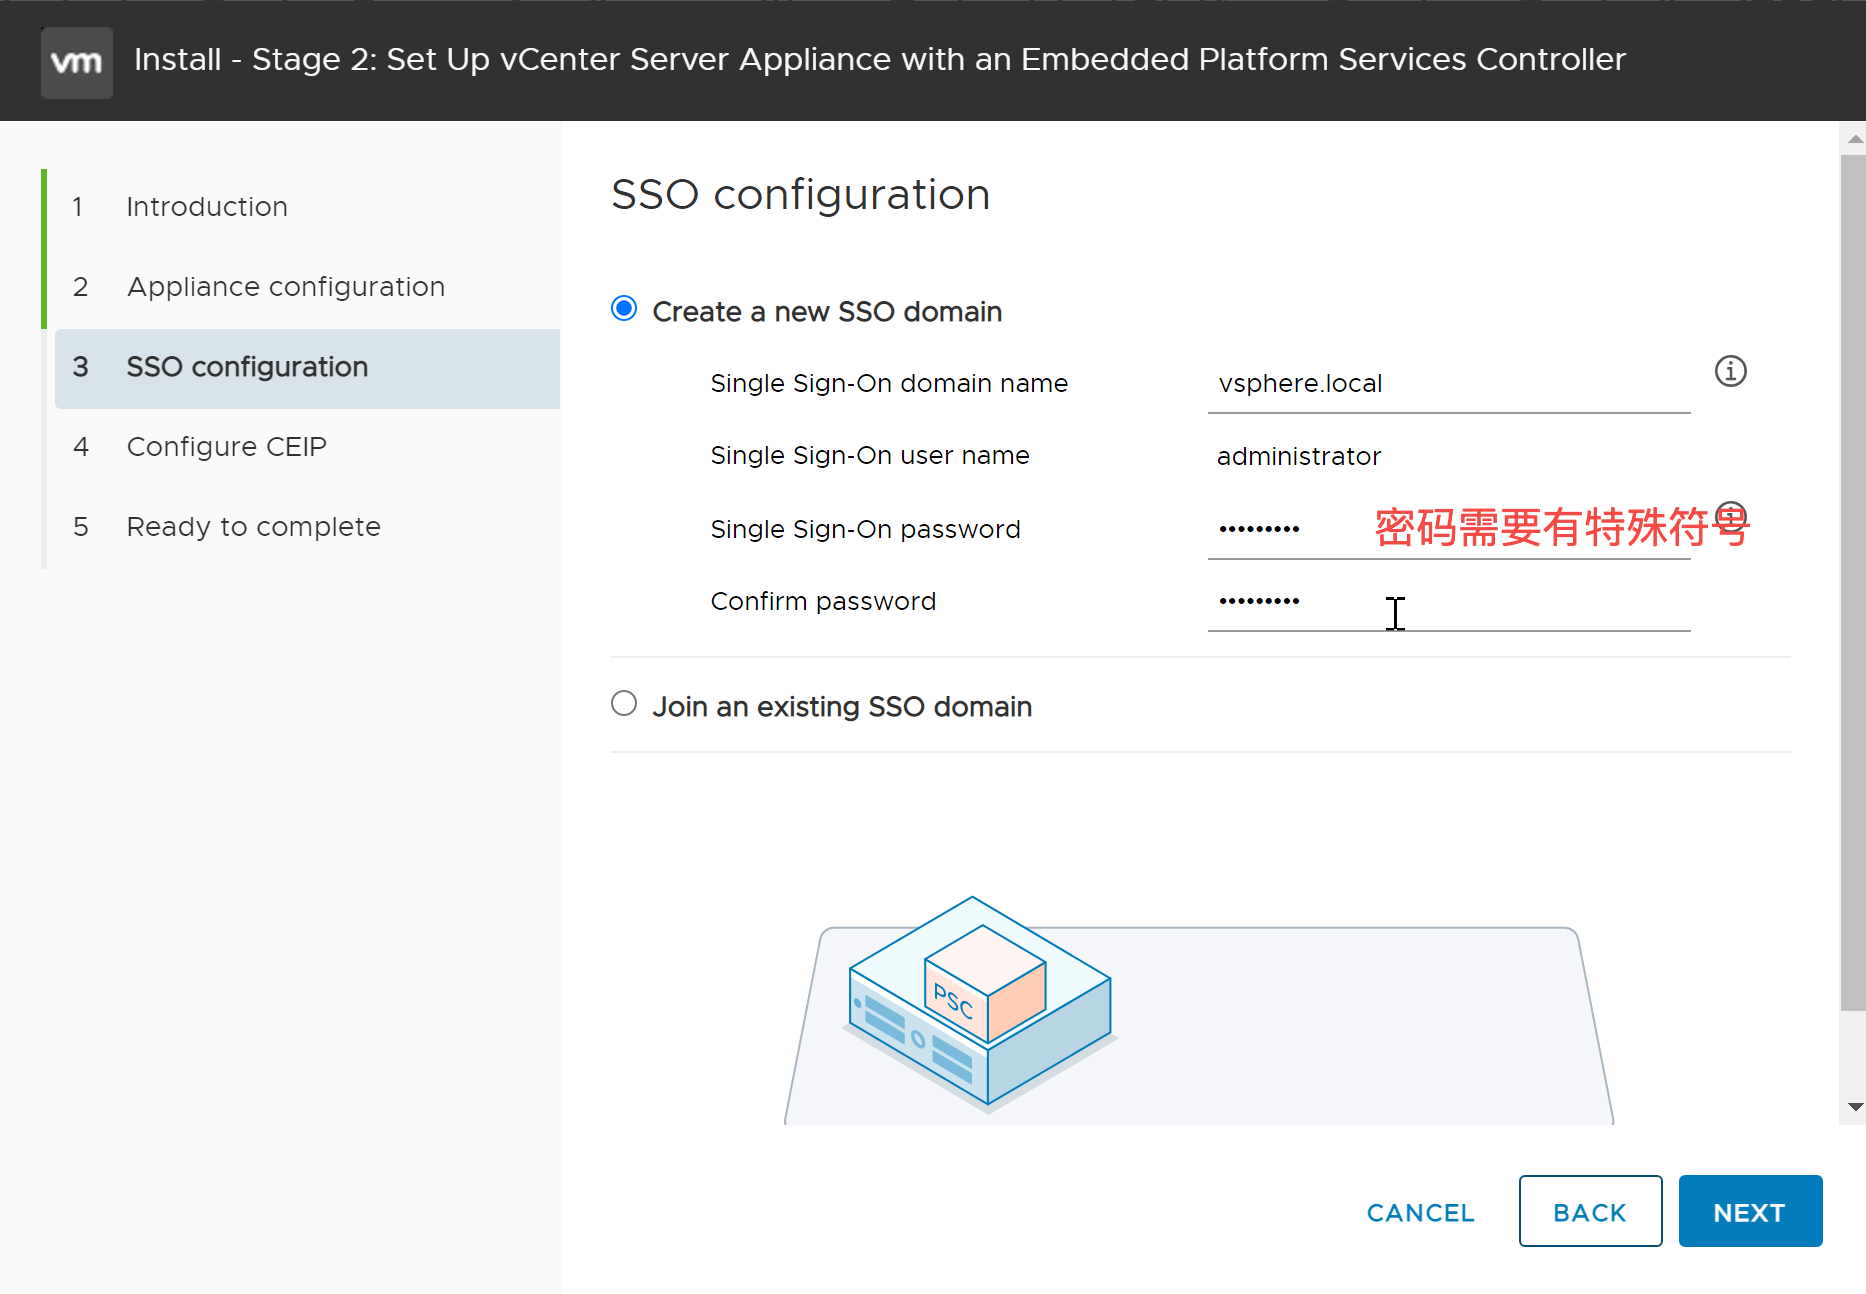 vm
Install - Stage 2: Set Up vCenter Server Appliance with an Embedded Platform Services Controller
1 Introduction
2 Appliance configuration
3 SSO configuration
4 Configure CEIP
5 Ready to complete
SSO configuration
Create a new SSO domain
Single Sign-On domain name vsphere.local
Single Sign-On user name administrator
Single Sign-On password ••••••••• 密码需要有特殊符号
Confirm password •••••••••
Join an existing SSO domain
PSC
CANCEL BACK NEXT